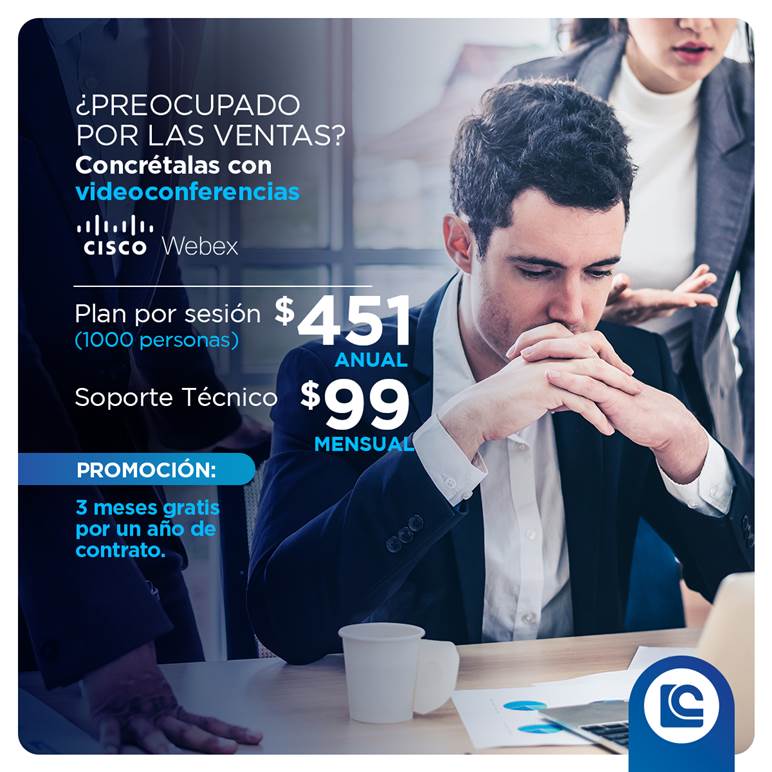 ¿PREOCUPADO
POR LAS VENTAS?
Concrétalas con
videoconferencias
CISCO Webex
Plan por sesión $451
(1000 personas)
ANUAL
Soporte Técnico $99
MENSUAL
PROMOCIÓN:
3 meses gratis
por un año de
contrato.